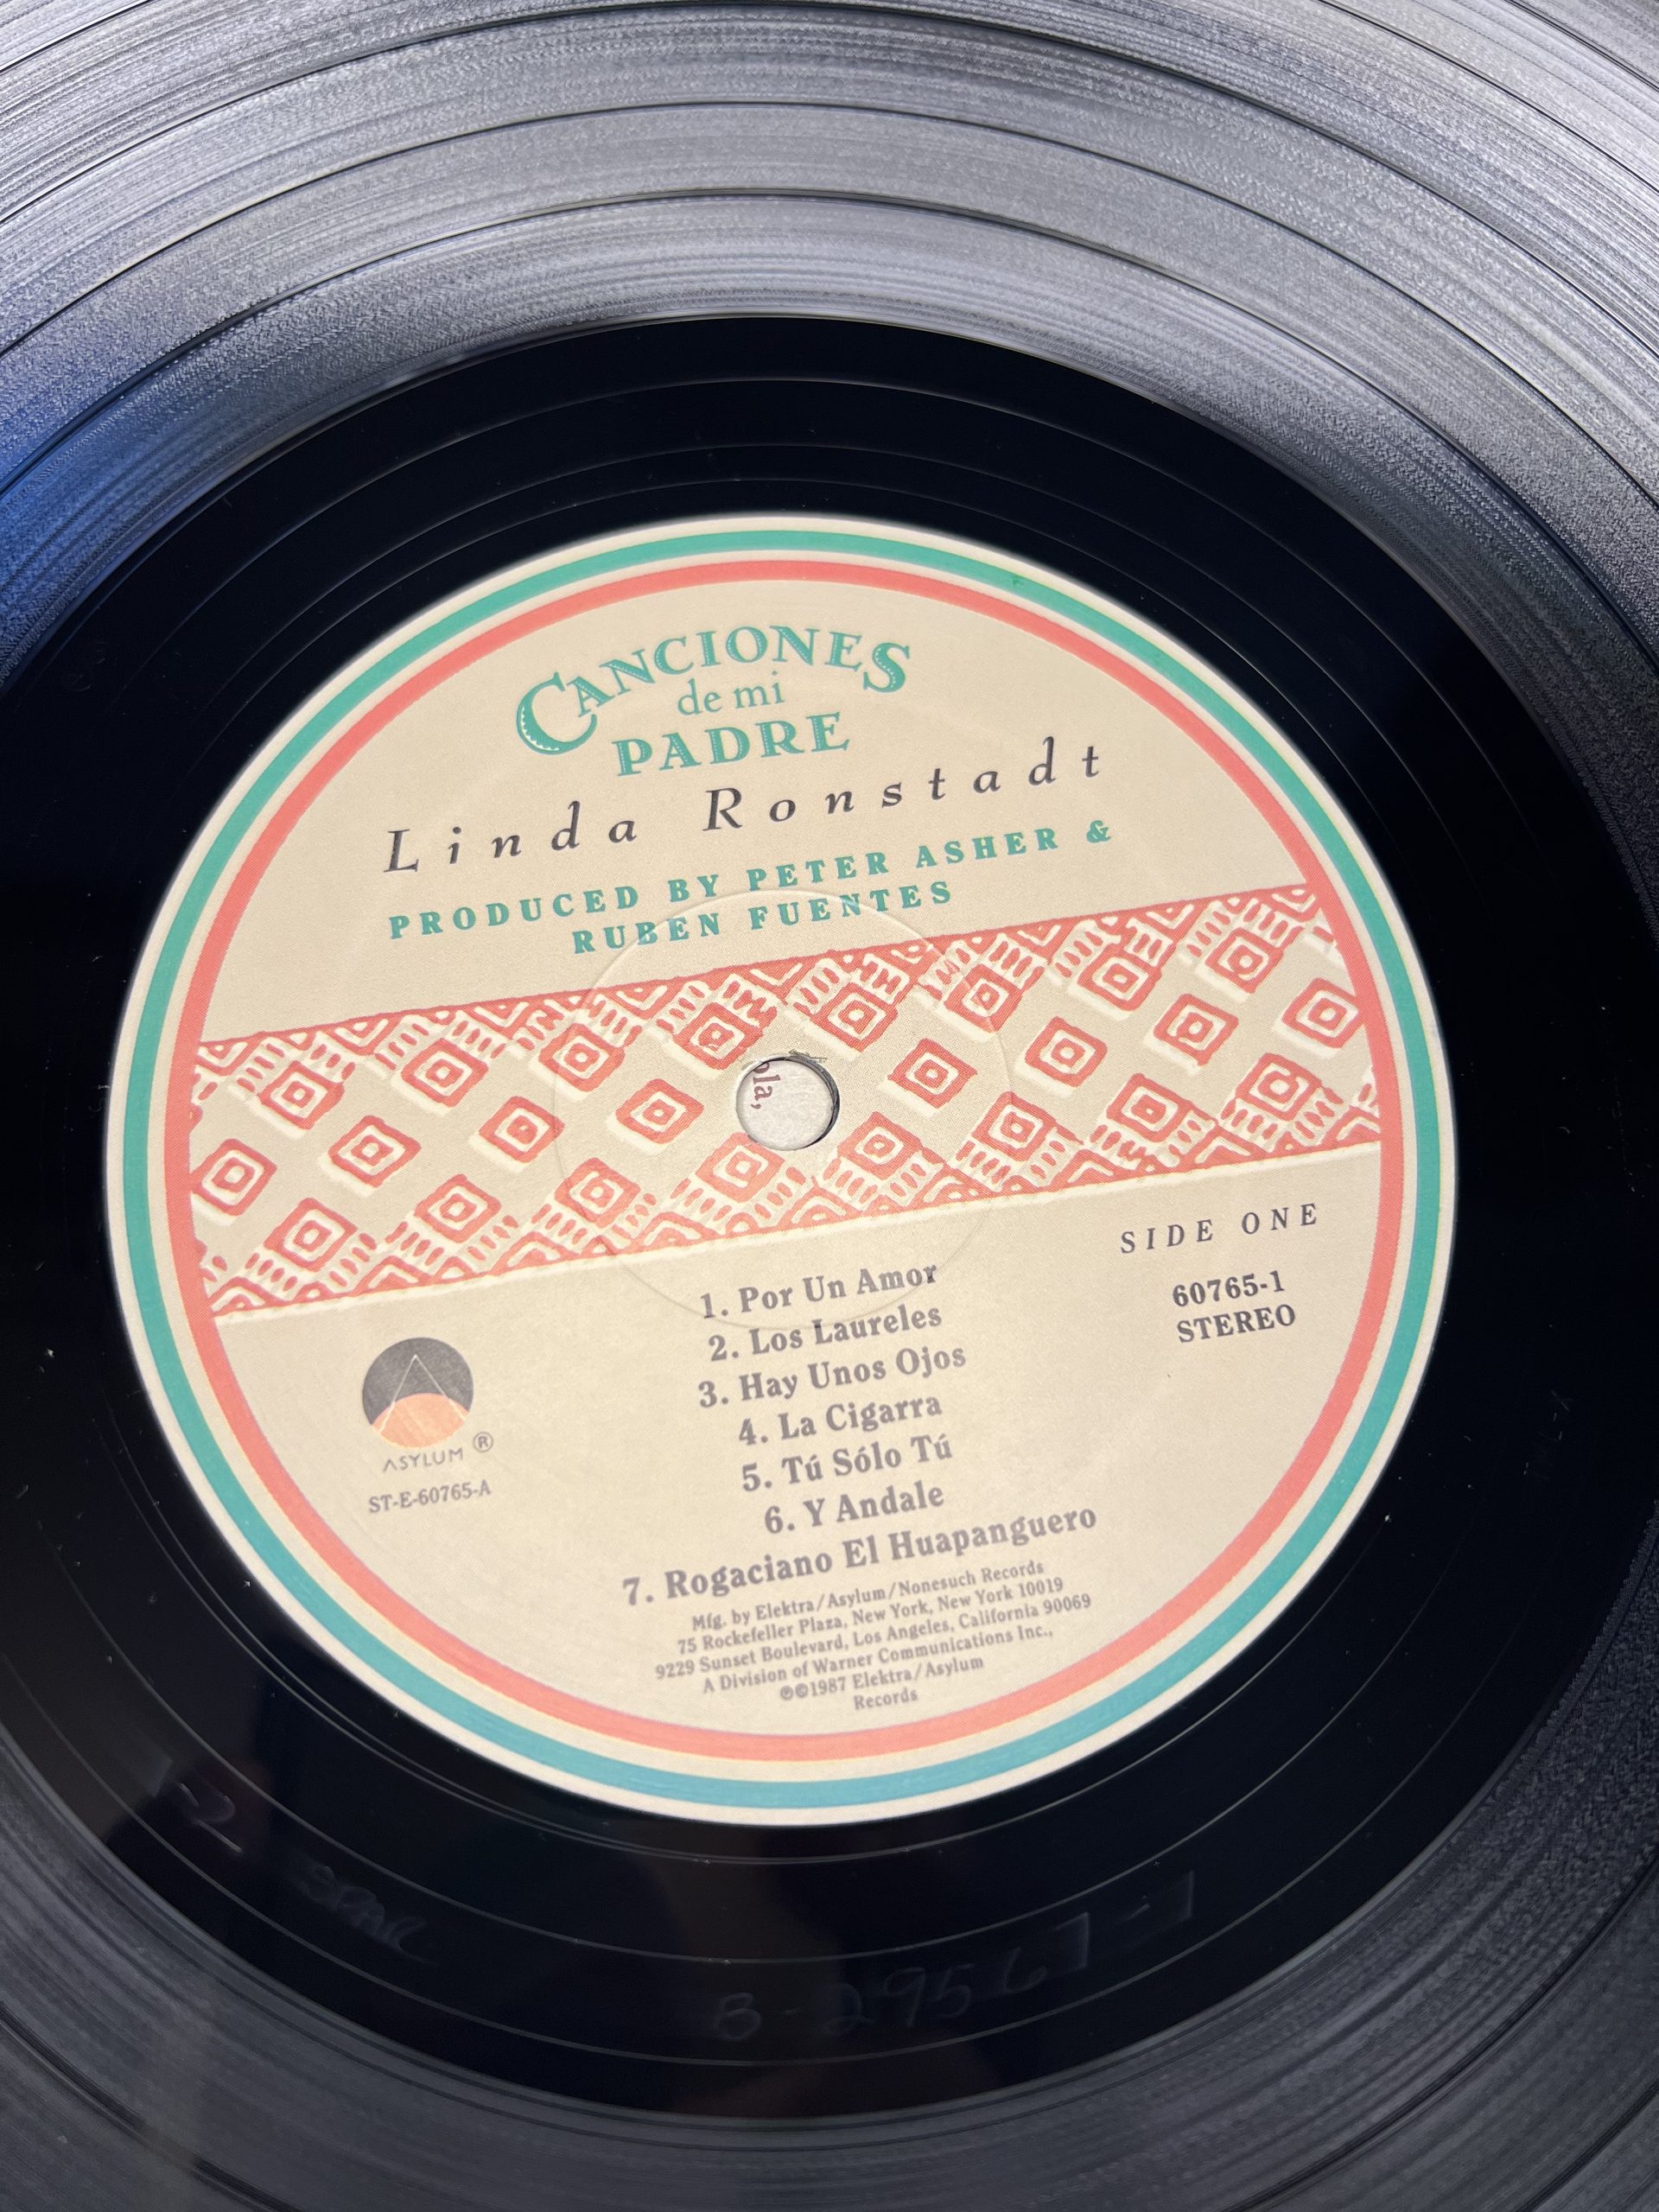 CANCIONES
de mi
PADRE
Linda Ronstadt
PRODUCED BY PETER ASHER &
RUBEN FUENTES
ola,
SIDE ONE
60765-1
STEREO
1. Por Un Amor
2. Los Laureles
3. Hay Unos Ojos
4. La Cigarra
5. Tú Sólo Tú
6. Y Andale
7. Rogaciano El Huapanguero
ASYLUM ®
ST-E-60765-A
Mfg. by Elektra/Asylum/Nonesuch Records
75 Rockefeller Plaza, New York, New York 10019
9229 Sunset Boulevard, Los Angeles, California 90069
A Division of Warner Communications Inc.,
℗©1987 Elektra/Asylum
Records
B-29567-1